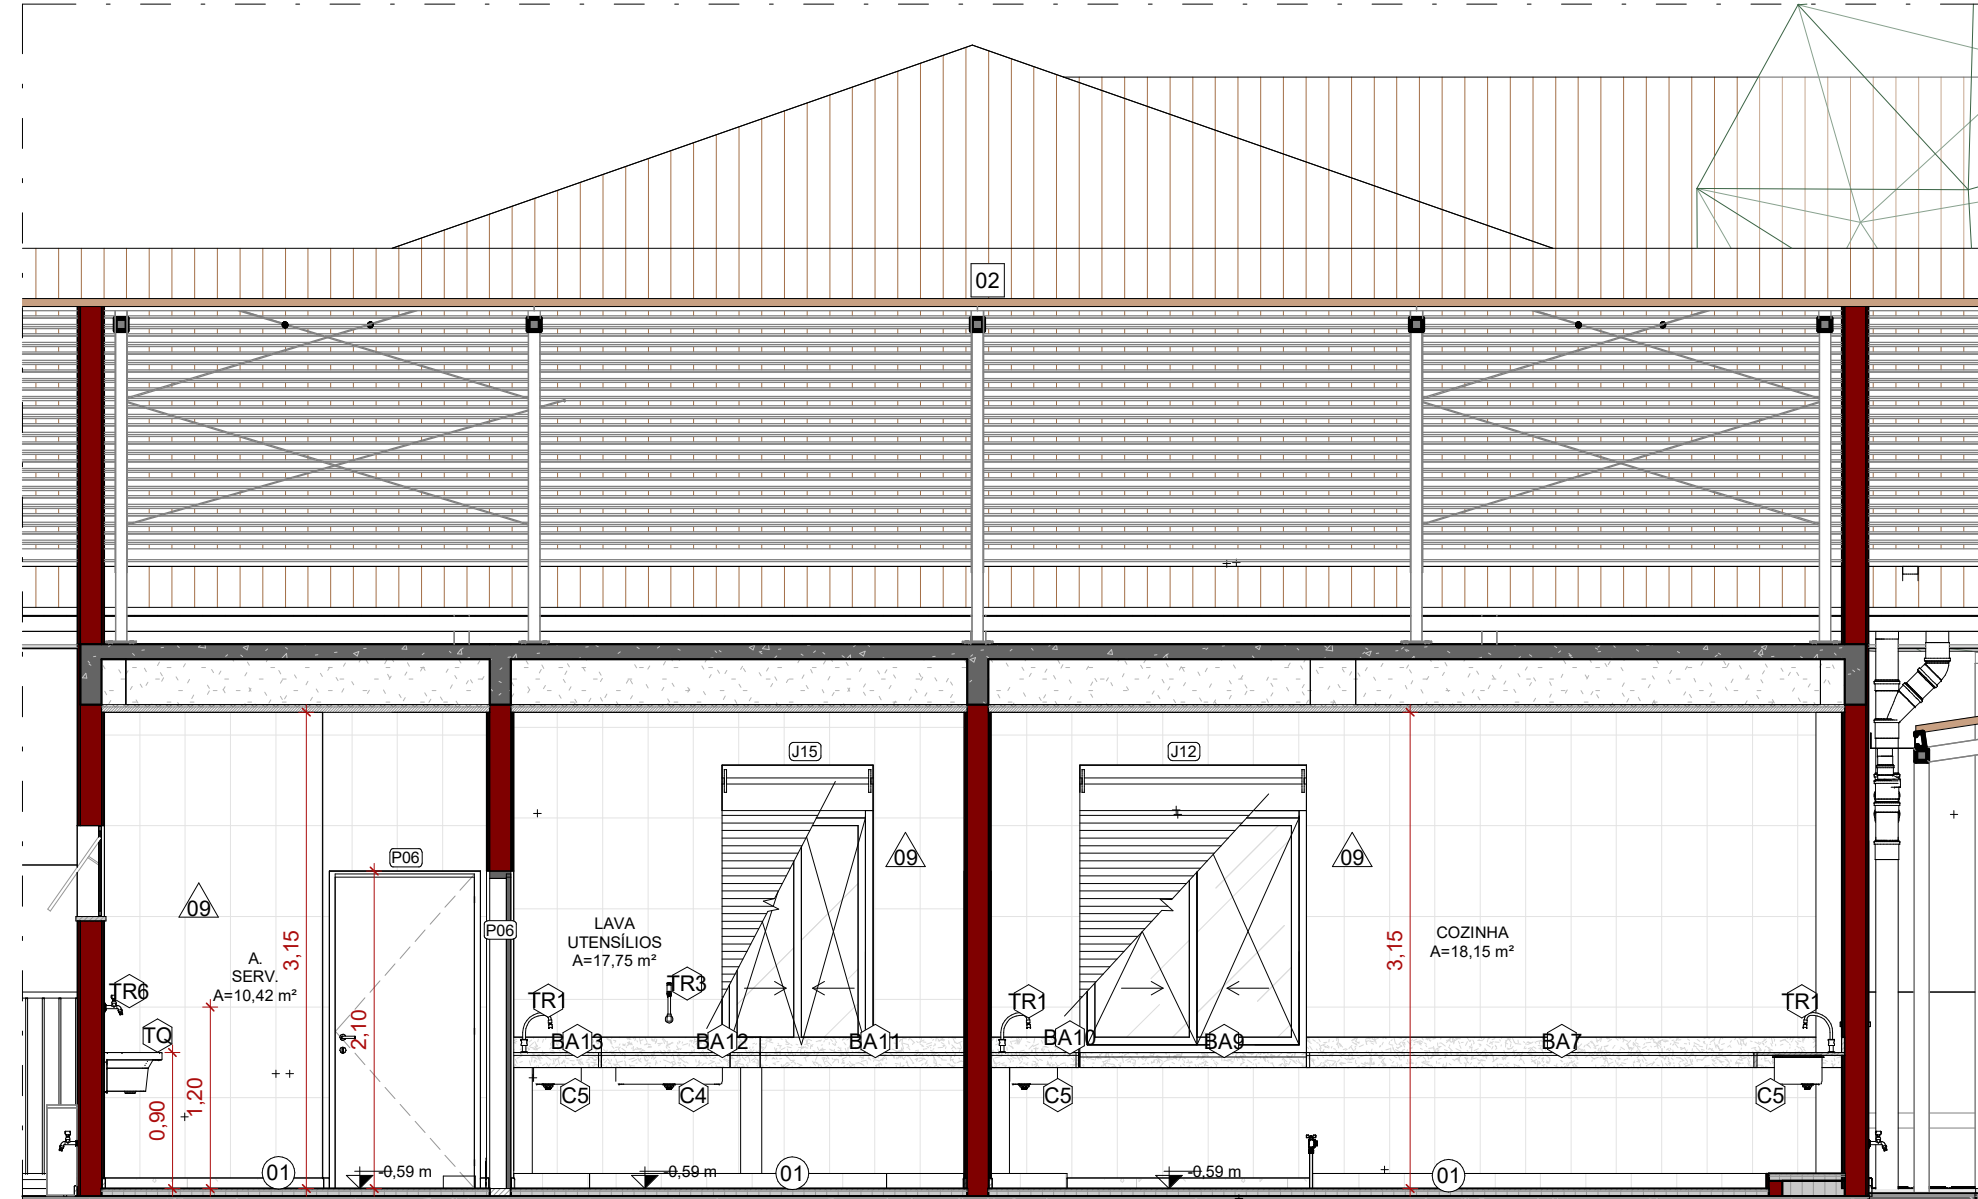 02
J15
J12
P06
09
09
09
P06
LAVA
UTENSÍLIOS
A=17,75 m²
COZINHA
A=18,15 m²
A.
SERV.
A=10,42 m²
3,15
3,15
TR6
TR3
TR1
TR1
TR1
TQ
2,10
BA13
BA12
BA11
BA10
BA9
BA7
C5
C4
C5
C5
0,90
1,20
01
-0,59 m
-0,59 m
01
-0,59 m
01